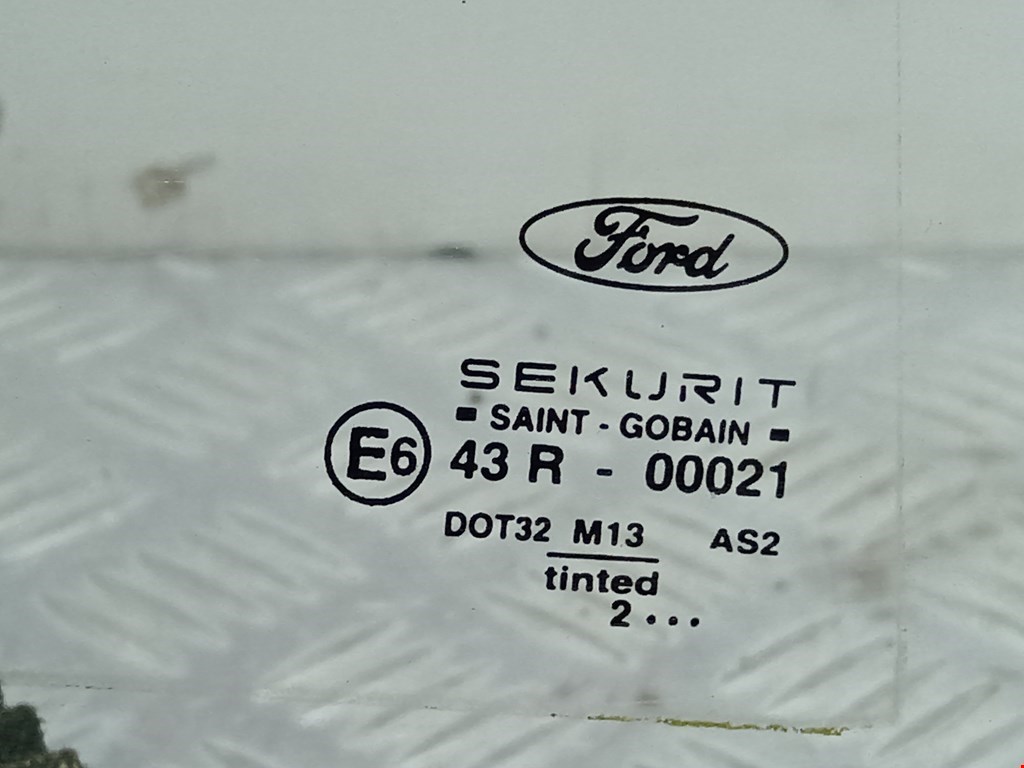 Ford
SEKURIT
SAINT - GOBAIN
E6 43 R - 00021
DOT32 M13 AS2
tinted
2...